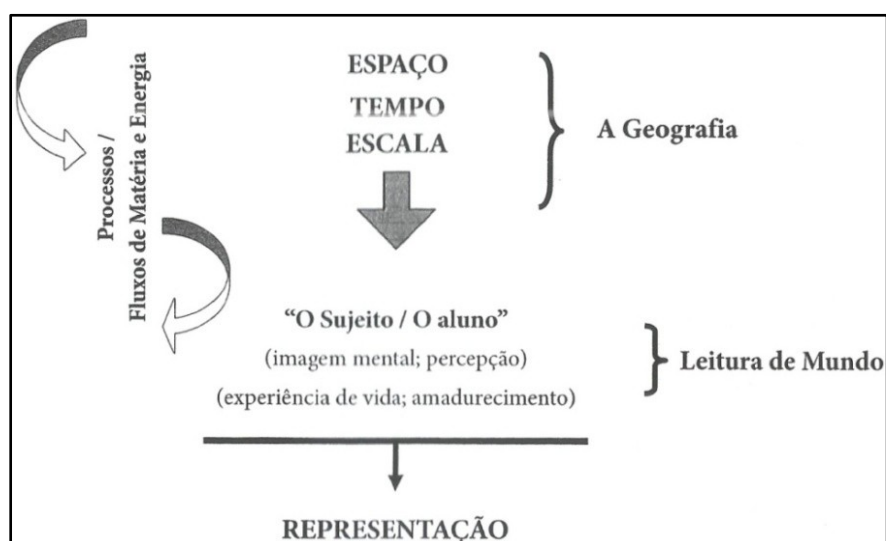 ESPAÇO
TEMPO
ESCALA
A Geografia
Processos /
Fluxos de Matéria e Energia
“O Sujeito / O aluno”
(imagem mental; percepção)
(experiência de vida; amadurecimento)
Leitura de Mundo
REPRESENTAÇÃO